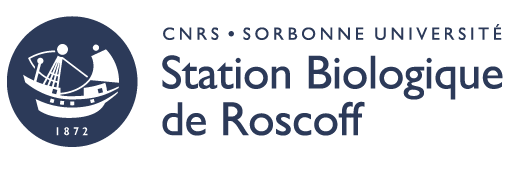 CNRS • SORBONNE UNIVERSITÉ
Station Biologique
de Roscoff
1872